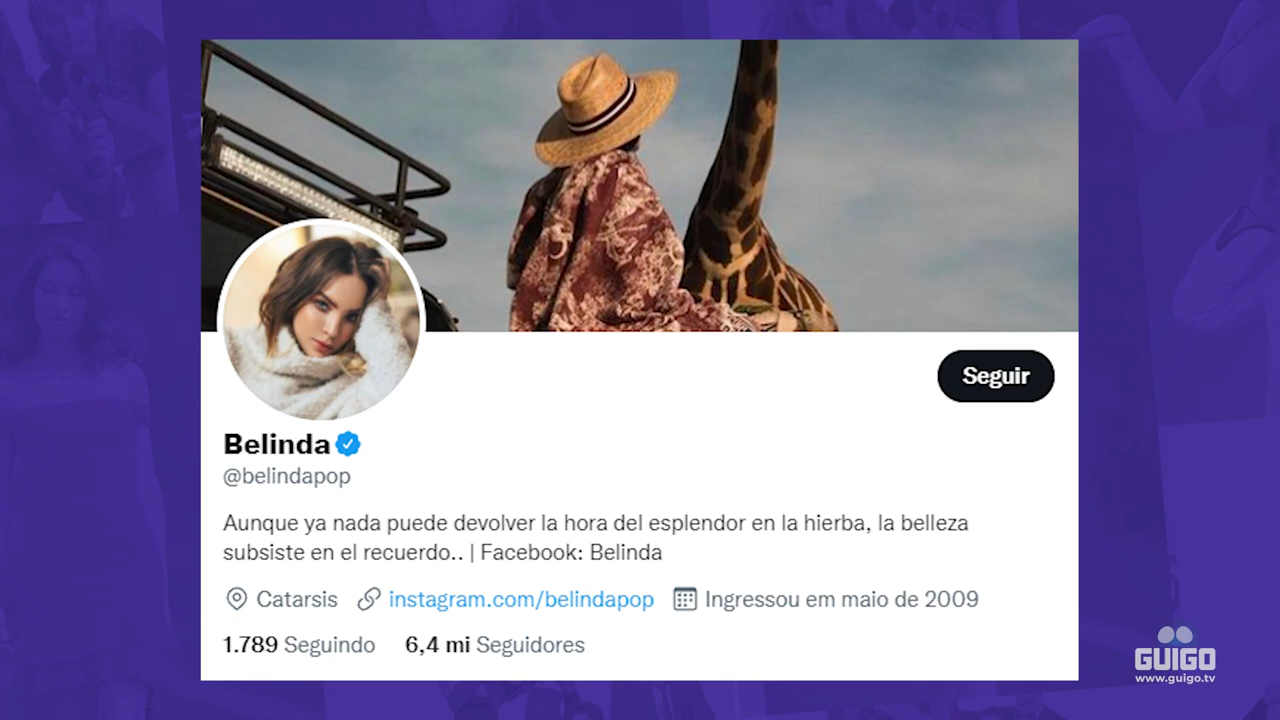 Seguir
Belinda
@belindapop
Aunque ya nada puede devolver la hora del esplendor en la hierba, la belleza
subsiste en el recuerdo.. | Facebook: Belinda
Catarsis instagram.com/belindapop Ingressou em maio de 2009
1.789 Seguindo 6,4 mi Seguidores
GUIGO
www.guigo.tv